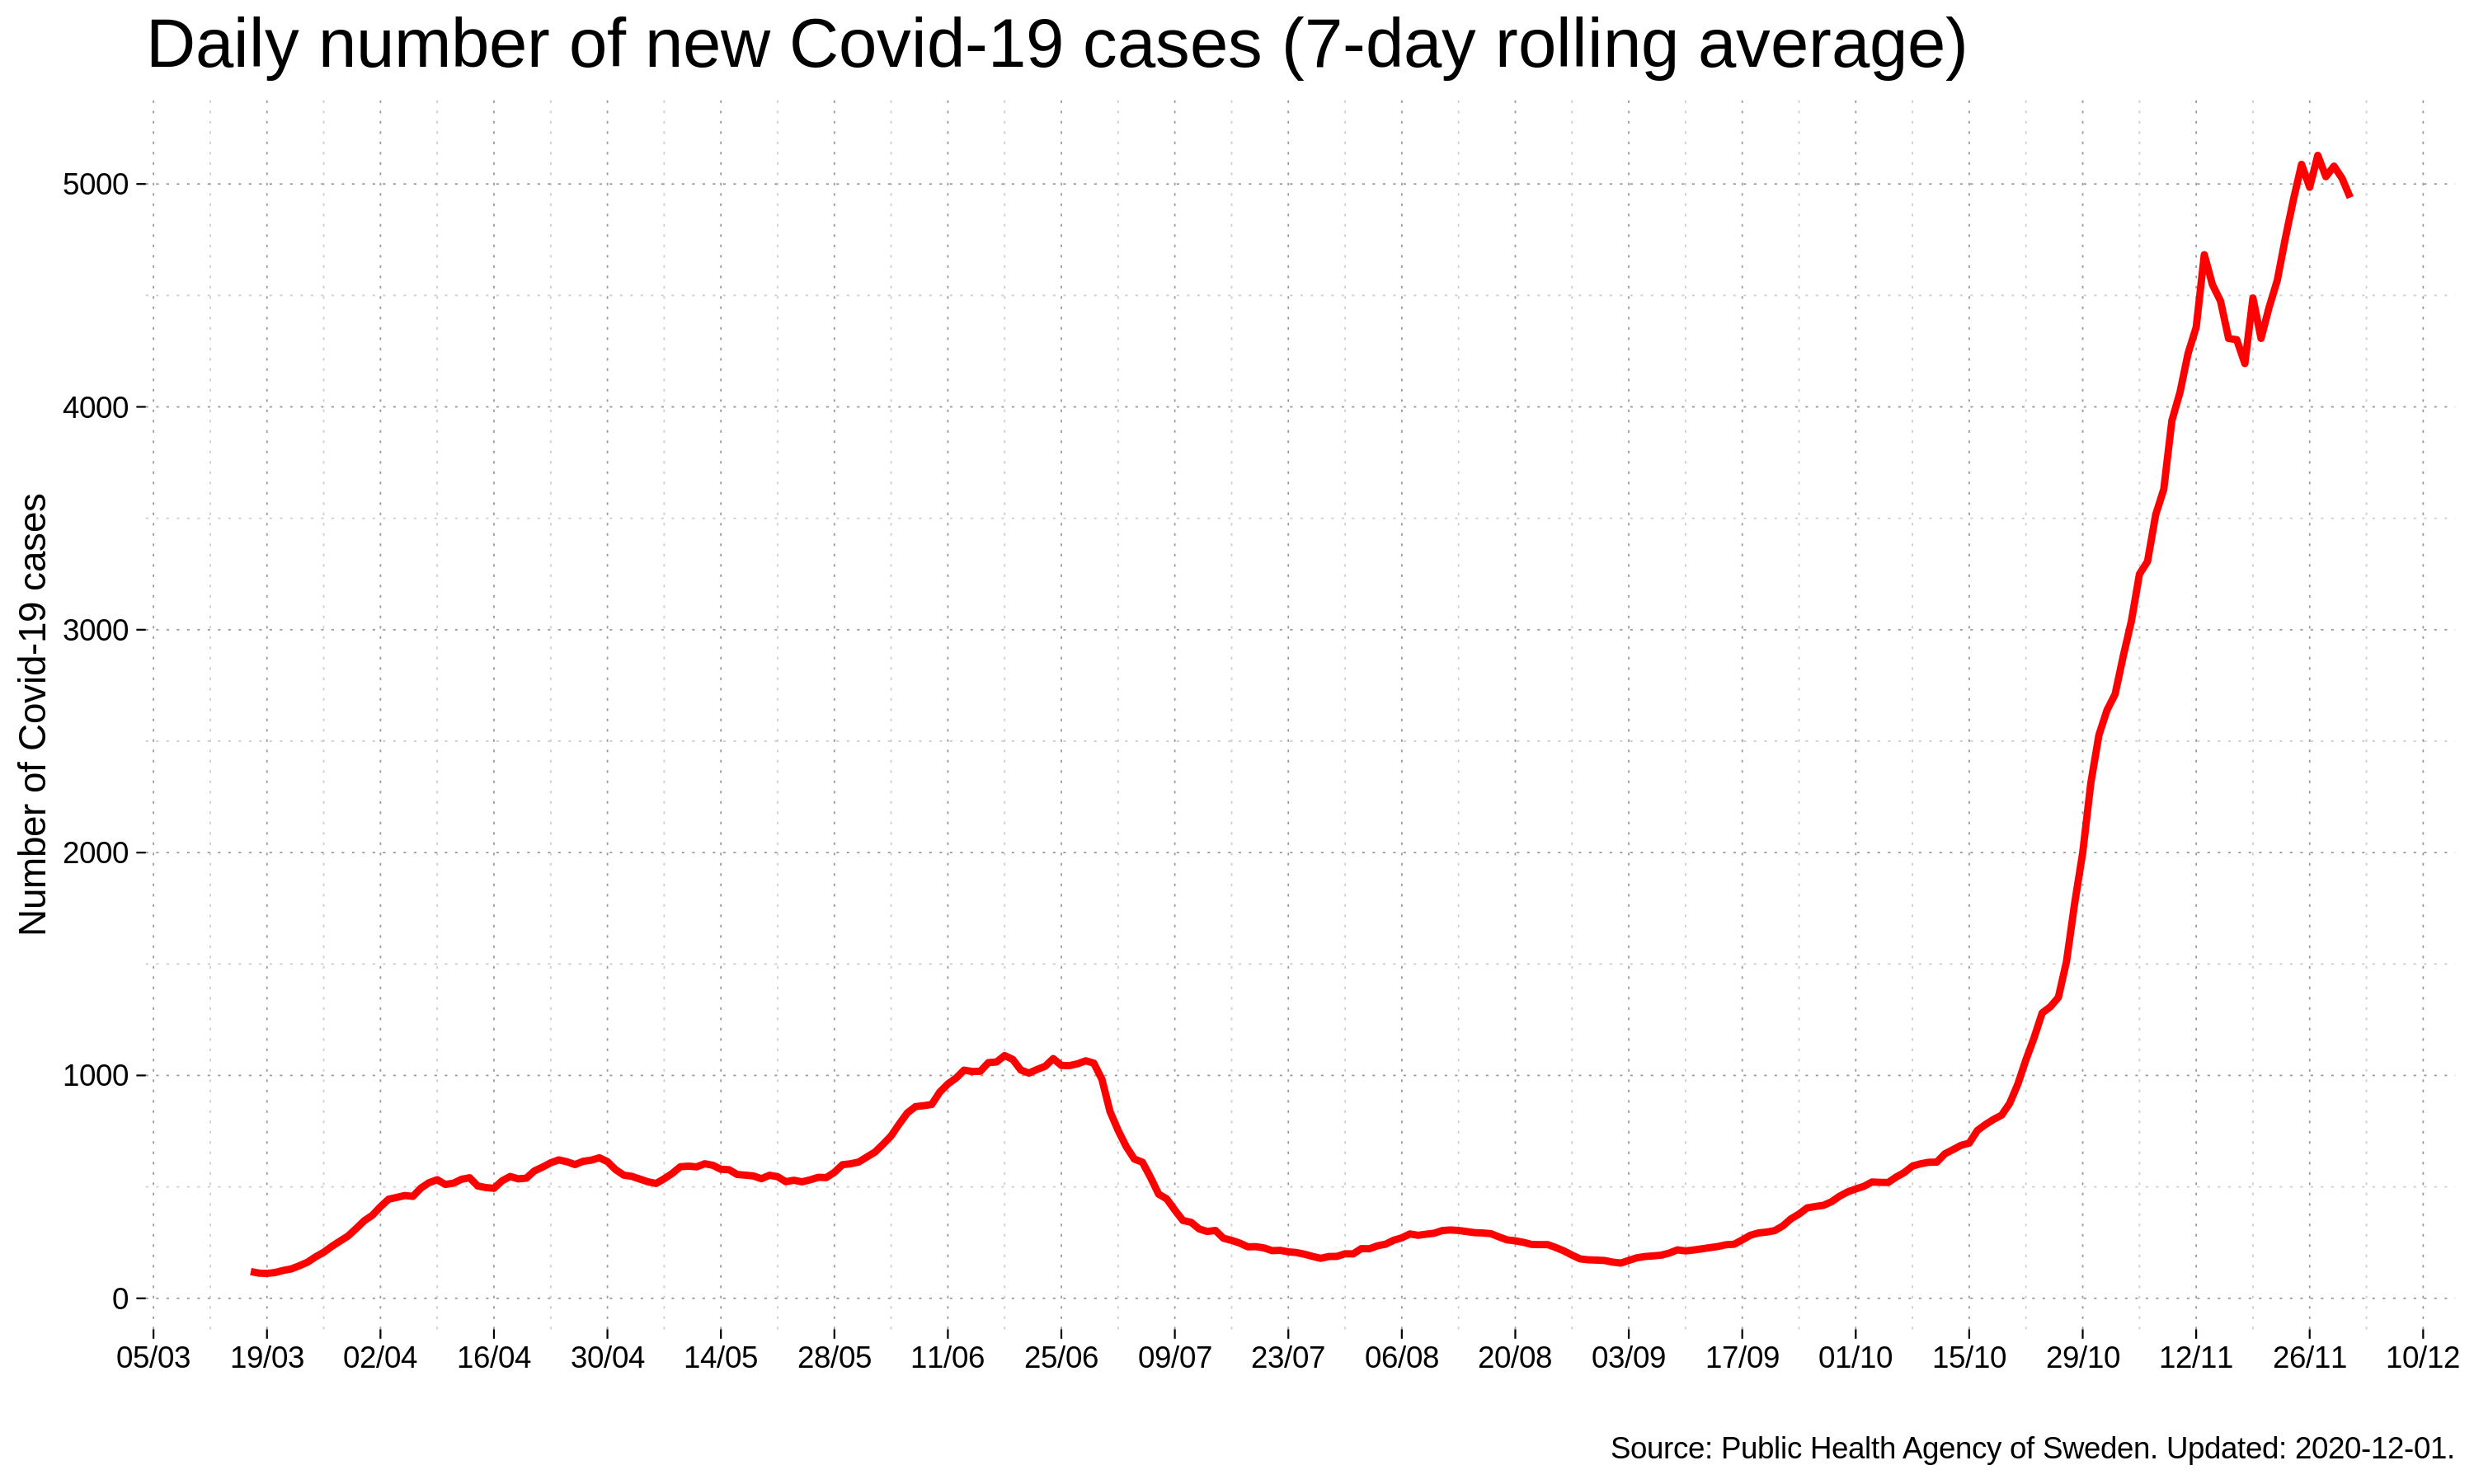 Daily number of new Covid-19 cases (7-day rolling average)
Number of Covid-19 cases
5000
4000
3000
2000
1000
0
05/03 19/03 02/04 16/04 30/04 14/05 28/05 11/06 25/06 09/07 23/07 06/08 20/08 03/09 17/09 01/10 15/10 29/10 12/11 26/11 10/12
Source: Public Health Agency of Sweden. Updated: 2020-12-01.